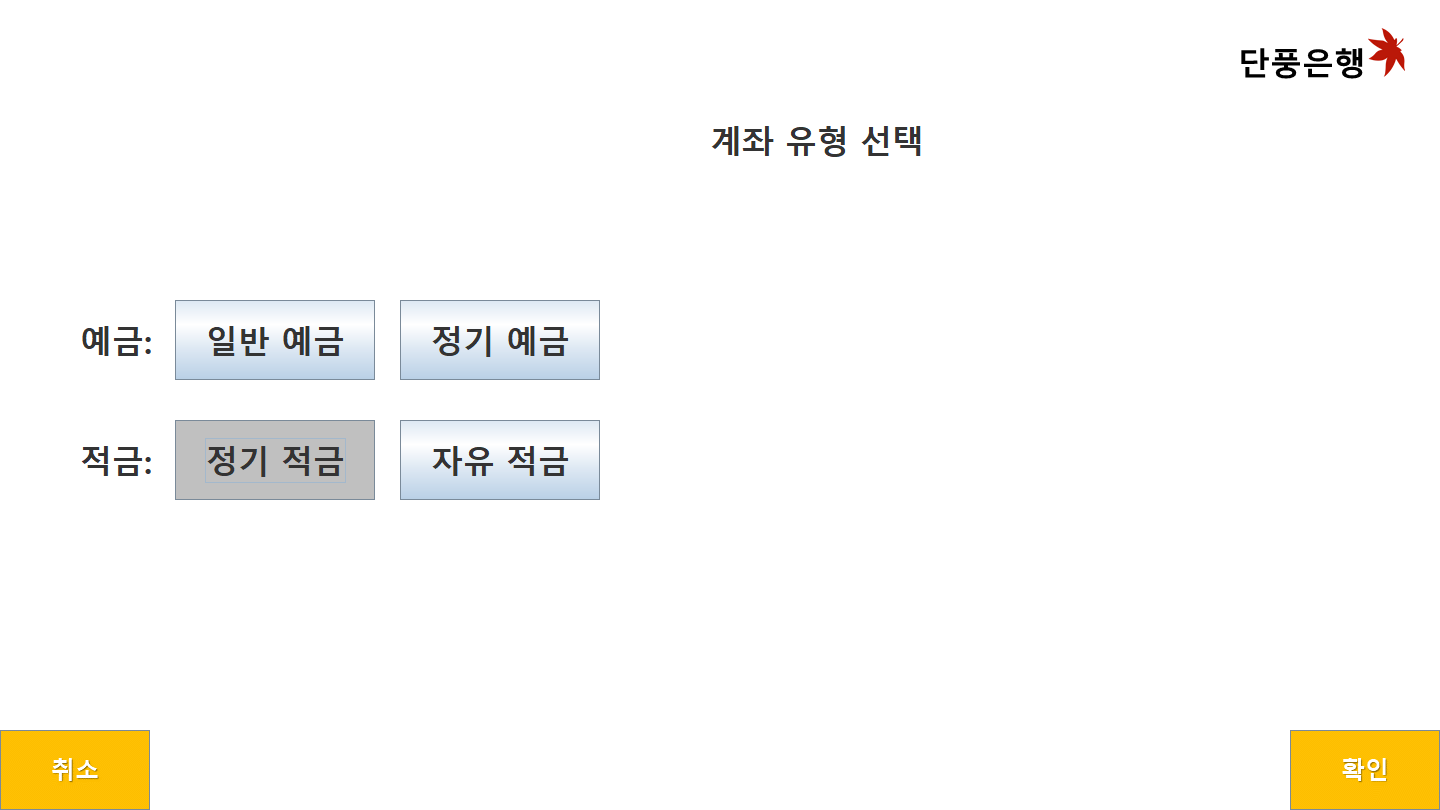 단풍은행
계좌 유형 선택
예금: 일반 예금 정기 예금
적금: 정기 적금 자유 적금
취소 확인